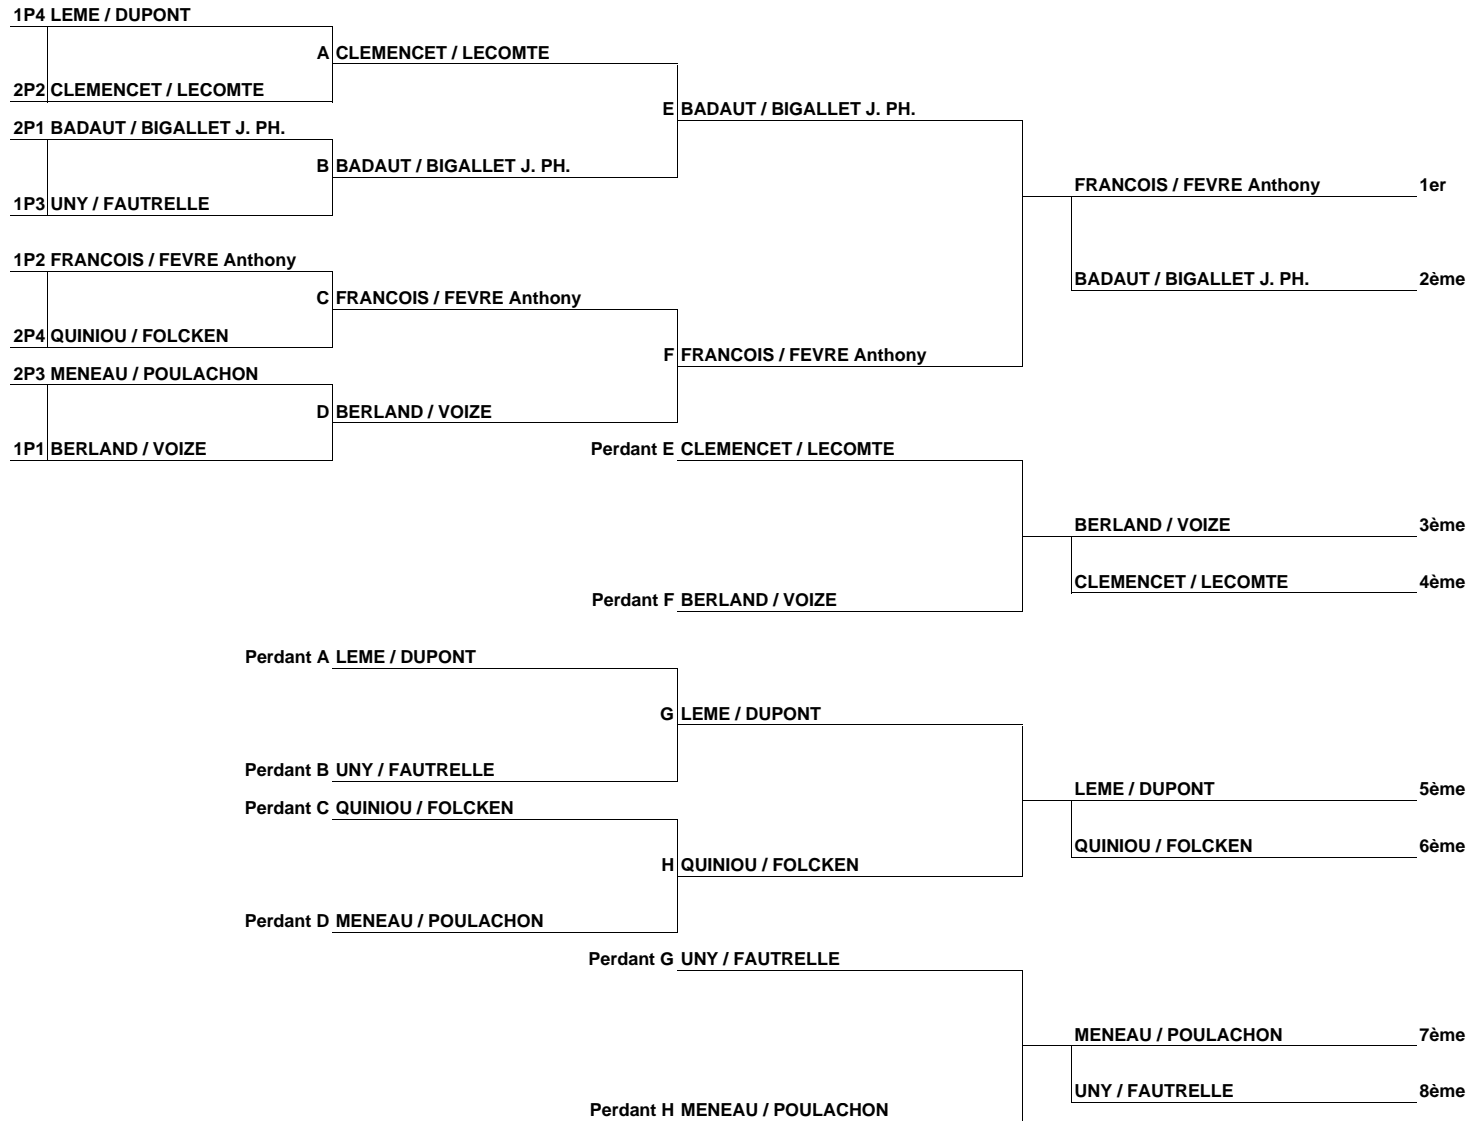 1P4 LEME / DUPONT
A CLEMENCET / LECOMTE
2P2 CLEMENCET / LECOMTE
E BADAUT / BIGALLET J. PH.
2P1 BADAUT / BIGALLET J. PH.
B BADAUT / BIGALLET J. PH.
FRANCOIS / FEVRE Anthony 1er
1P3 UNY / FAUTRELLE
1P2 FRANCOIS / FEVRE Anthony
BADAUT / BIGALLET J. PH. 2ème
C FRANCOIS / FEVRE Anthony
2P4 QUINIOU / FOLCKEN
F FRANCOIS / FEVRE Anthony
2P3 MENEAU / POULACHON
D BERLAND / VOIZE
1P1 BERLAND / VOIZE
Perdant E CLEMENCET / LECOMTE
BERLAND / VOIZE 3ème
CLEMENCET / LECOMTE 4ème
Perdant F BERLAND / VOIZE
Perdant A LEME / DUPONT
G LEME / DUPONT
Perdant B UNY / FAUTRELLE
LEME / DUPONT 5ème
Perdant C QUINIOU / FOLCKEN
QUINIOU / FOLCKEN 6ème
H QUINIOU / FOLCKEN
Perdant D MENEAU / POULACHON
Perdant G UNY / FAUTRELLE
MENEAU / POULACHON 7ème
UNY / FAUTRELLE 8ème
Perdant H MENEAU / POULACHON